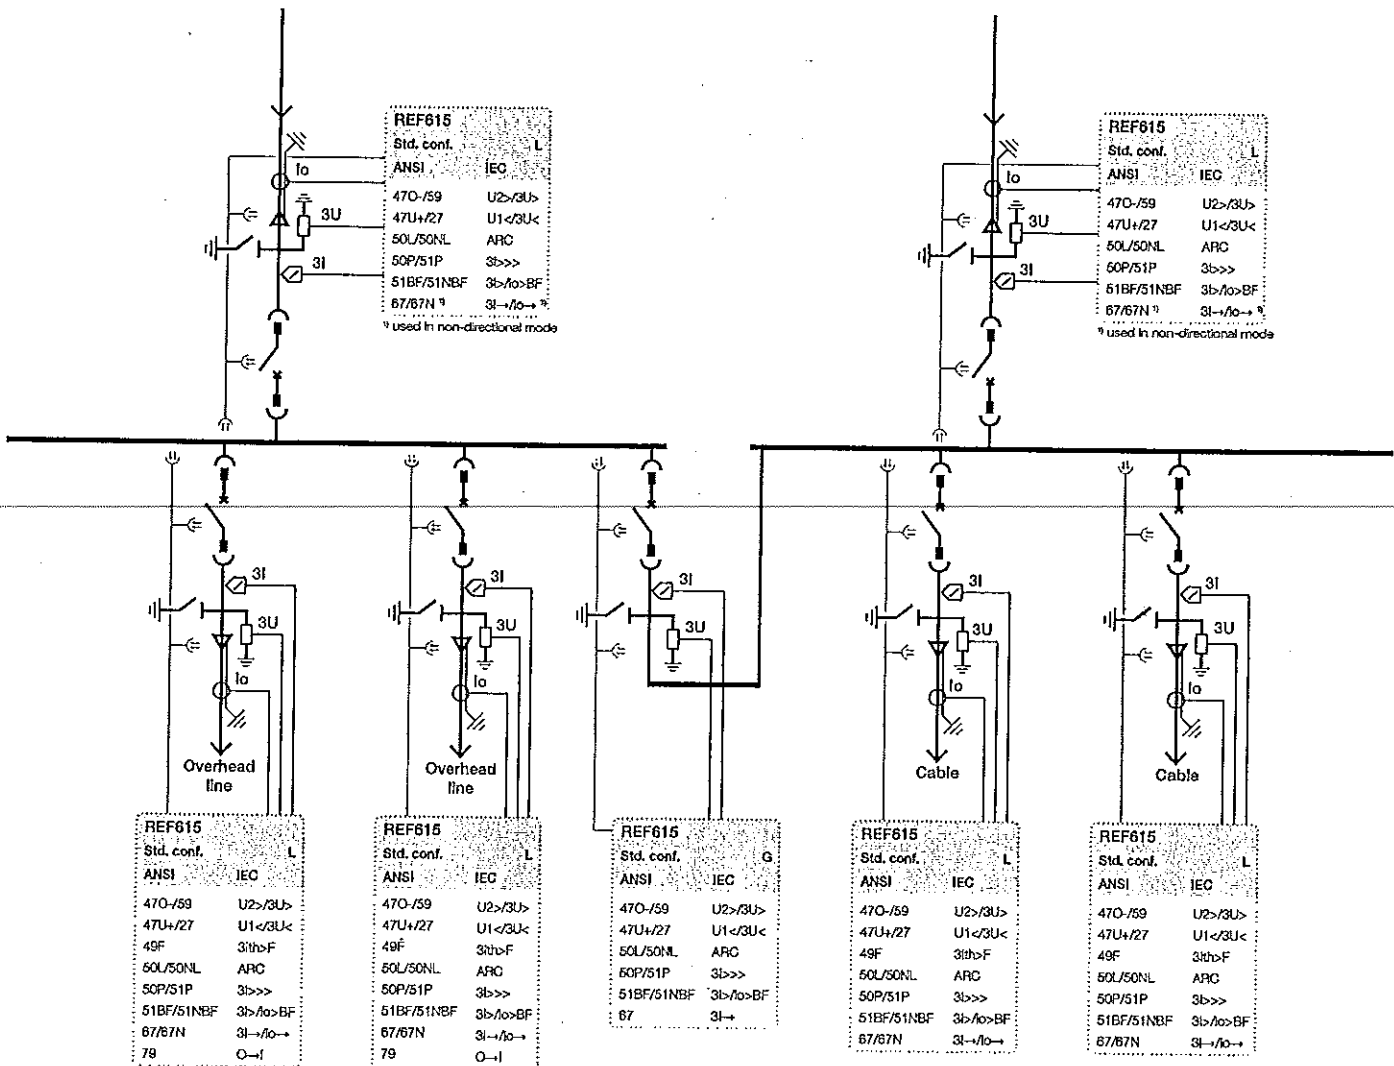 REF615
Std. conf. L
ANSI IEC
47O-/59 U2>/3U>
47U+/27 U1</3U<
50L/50NL ARC
50P/51P 3I>>>
51BF/51NBF 3I>/Io>BF
67/67N ¹⁾ 3I→/Io→ ¹⁾
¹⁾ used in non-directional mode
Io
3U
3I
REF615
Std. conf. L
ANSI IEC
47O-/59 U2>/3U>
47U+/27 U1</3U<
50L/50NL ARC
50P/51P 3I>>>
51BF/51NBF 3I>/Io>BF
67/67N ¹⁾ 3I→/Io→ ¹⁾
¹⁾ used in non-directional mode
Io
3U
3I
3I
3U
Io
Overhead
line
3I
3U
Io
Overhead
line
3I
3U
3I
3U
Io
Cable
3I
3U
Io
Cable
REF615
Std. conf. L
ANSI IEC
47O-/59 U2>/3U>
47U+/27 U1</3U<
49F 3Ith>F
50L/50NL ARC
50P/51P 3I>>>
51BF/51NBF 3I>/Io>BF
67/67N 3I→/Io→
79 O→I
REF615
Std. conf. L
ANSI IEC
47O-/59 U2>/3U>
47U+/27 U1</3U<
49F 3Ith>F
50L/50NL ARC
50P/51P 3I>>>
51BF/51NBF 3I>/Io>BF
67/67N 3I→/Io→
79 O→I
REF615
Std. conf. G
ANSI IEC
47O-/59 U2>/3U>
47U+/27 U1</3U<
50L/50NL ARC
50P/51P 3I>>>
51BF/51NBF 3I>/Io>BF
67 3I→
REF615
Std. conf. L
ANSI IEC
47O-/59 U2>/3U>
47U+/27 U1</3U<
49F 3Ith>F
50L/50NL ARC
50P/51P 3I>>>
51BF/51NBF 3I>/Io>BF
67/67N 3I→/Io→
REF615
Std. conf. L
ANSI IEC
47O-/59 U2>/3U>
47U+/27 U1</3U<
49F 3Ith>F
50L/50NL ARC
50P/51P 3I>>>
51BF/51NBF 3I>/Io>BF
67/67N 3I→/Io→